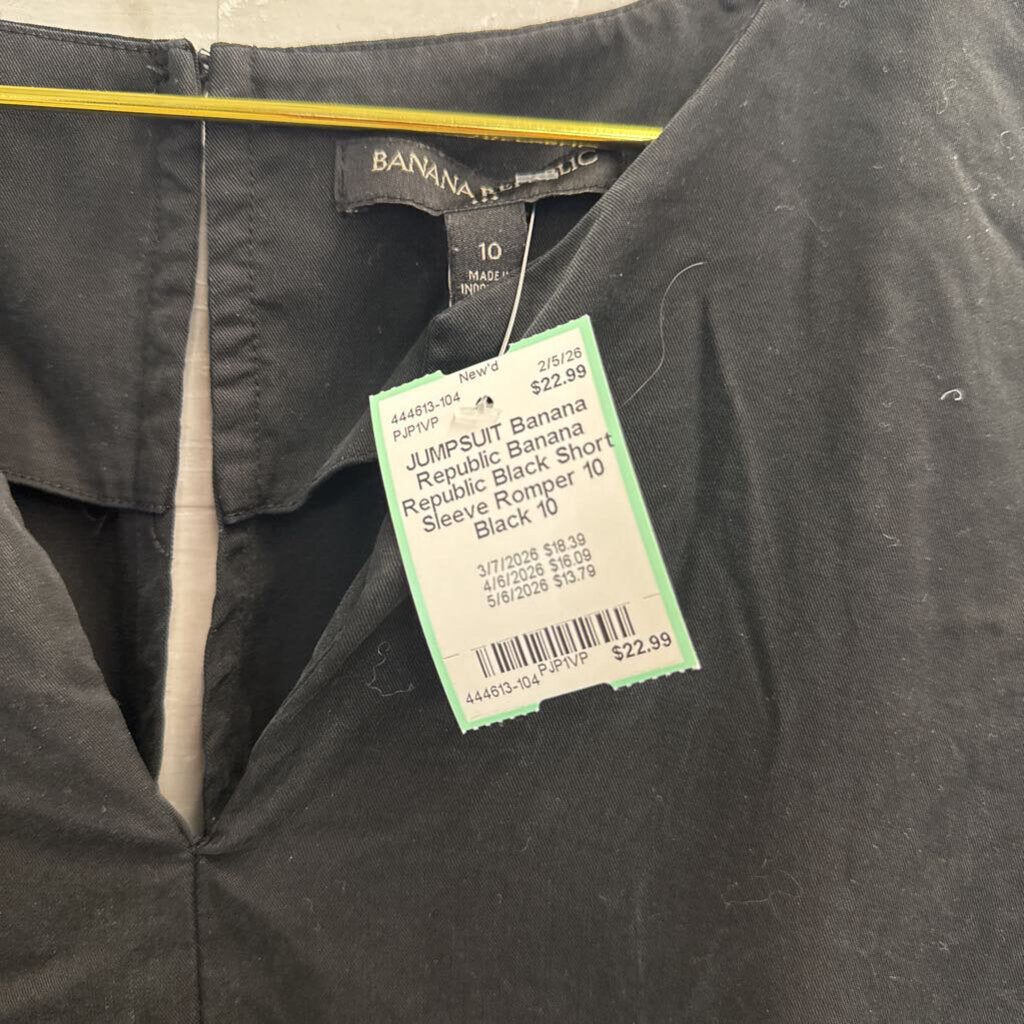 BANANA REPUBLIC
10
MADE
New'd
2/5/26
444613-104
$22.99
PJP1VP
JUMPSUIT Banana
Republic Banana
Republic Black Short
Sleeve Romper 10
Black 10
3/7/2026 $18.39
4/6/2026 $16.09
5/6/2026 $13.79
PJP1VP
444613-104
$22.99